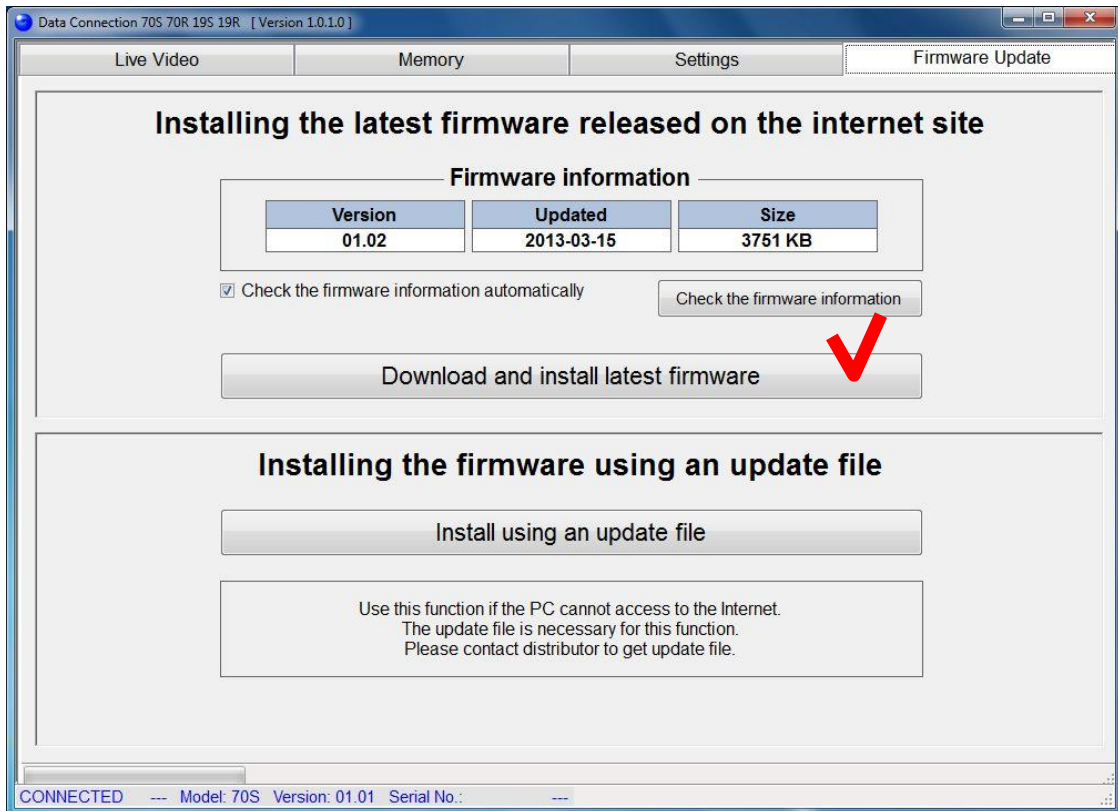 Data Connection 70S 70R 19S 19R [ Version 1.0.1.0 ]
Live Video Memory Settings Firmware Update
Installing the latest firmware released on the internet site
Firmware information
Version Updated Size
01.02 2013-03-15 3751 KB
Check the firmware information automatically
Check the firmware information
Download and install latest firmware
Installing the firmware using an update file
Install using an update file
Use this function if the PC cannot access to the Internet.
The update file is necessary for this function.
Please contact distributor to get update file.
CONNECTED --- Model: 70S Version: 01.01 Serial No.: ---